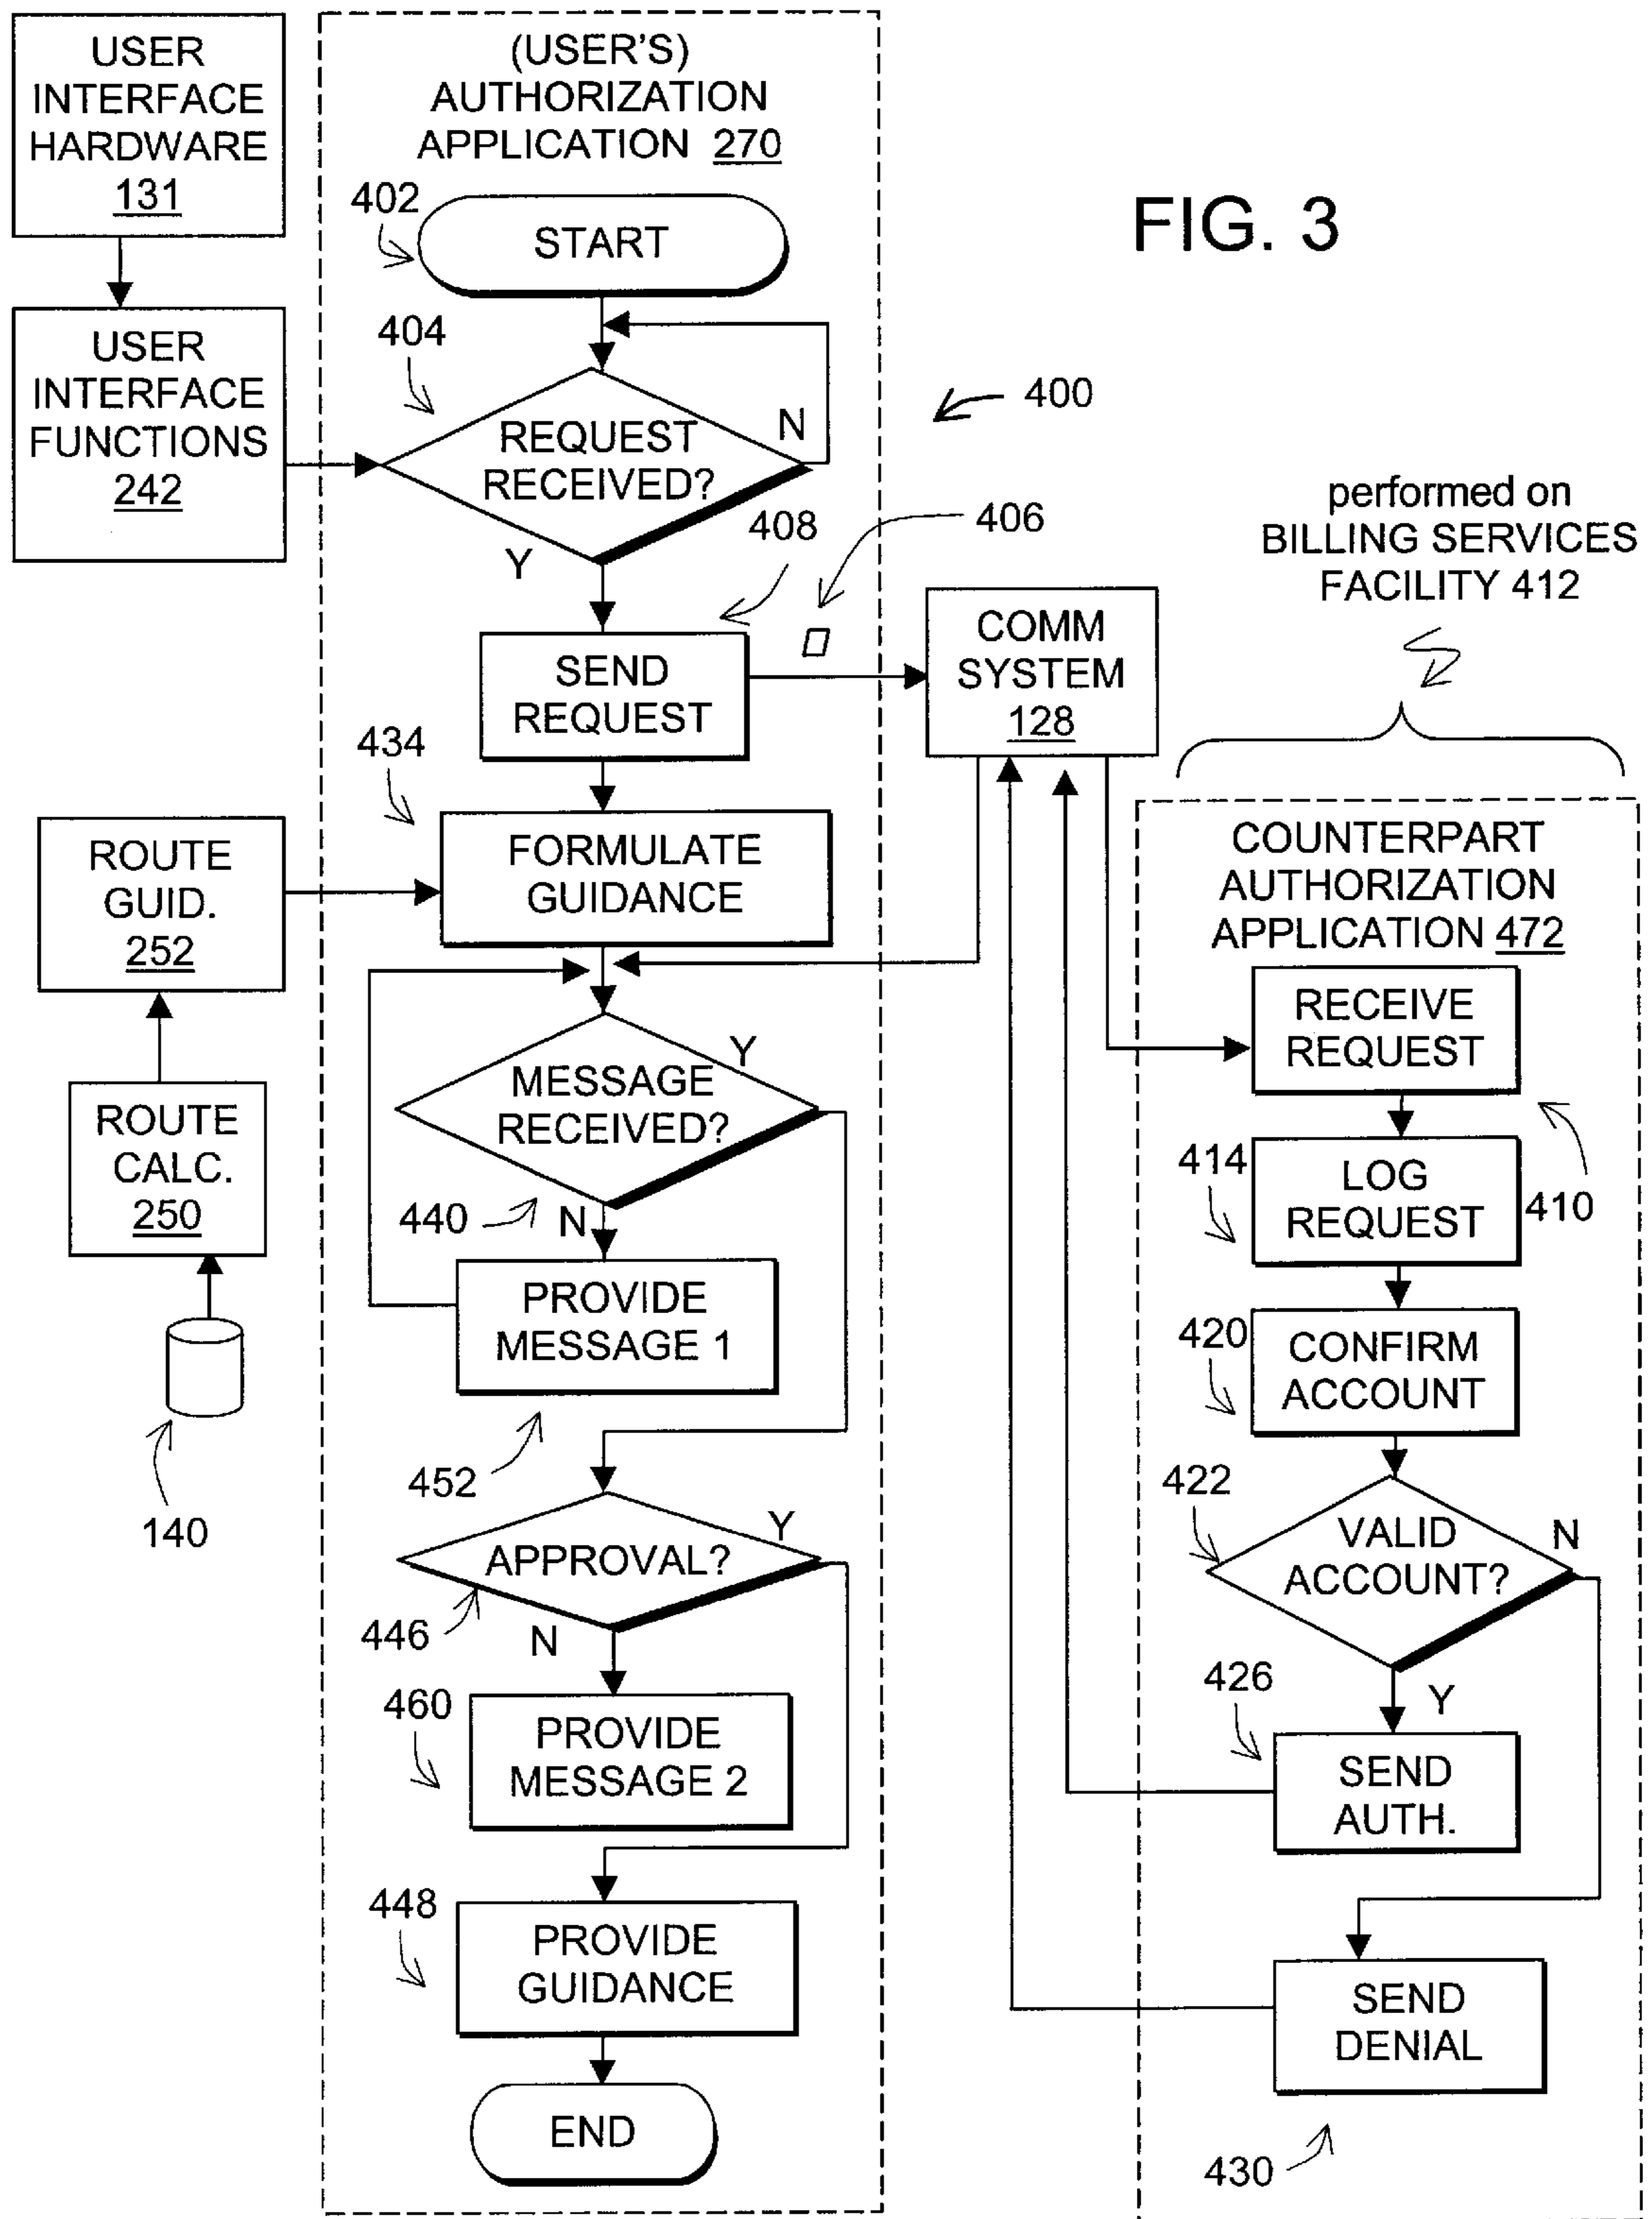 USER
INTERFACE
HARDWARE
131
USER
INTERFACE
FUNCTIONS
242
(USER'S)
AUTHORIZATION
APPLICATION 270
402
START
FIG. 3
404
REQUEST
RECEIVED?
N
Y
400
408
406
performed on
BILLING SERVICES
FACILITY 412
SEND
REQUEST
COMM
SYSTEM
128
434
FORMULATE
GUIDANCE
ROUTE
GUID.
252
ROUTE
CALC.
250
140
MESSAGE
RECEIVED?
Y
440
N
PROVIDE
MESSAGE 1
452
APPROVAL?
Y
446
N
460
PROVIDE
MESSAGE 2
448
PROVIDE
GUIDANCE
END
COUNTERPART
AUTHORIZATION
APPLICATION 472
RECEIVE
REQUEST
410
414
LOG
REQUEST
420
CONFIRM
ACCOUNT
422
VALID
ACCOUNT?
N
Y
426
SEND
AUTH.
SEND
DENIAL
430